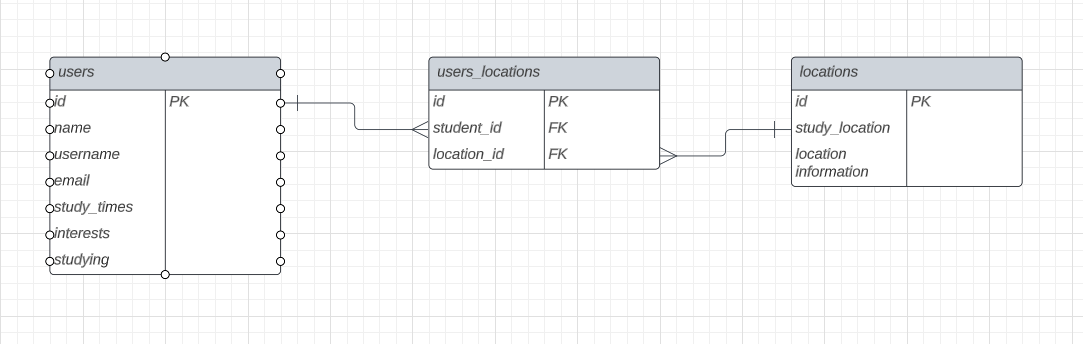 users
id PK
name
username
email
study_times
interests
studying
users_locations
id PK
student_id FK
location_id FK
locations
id PK
study_location
location
information